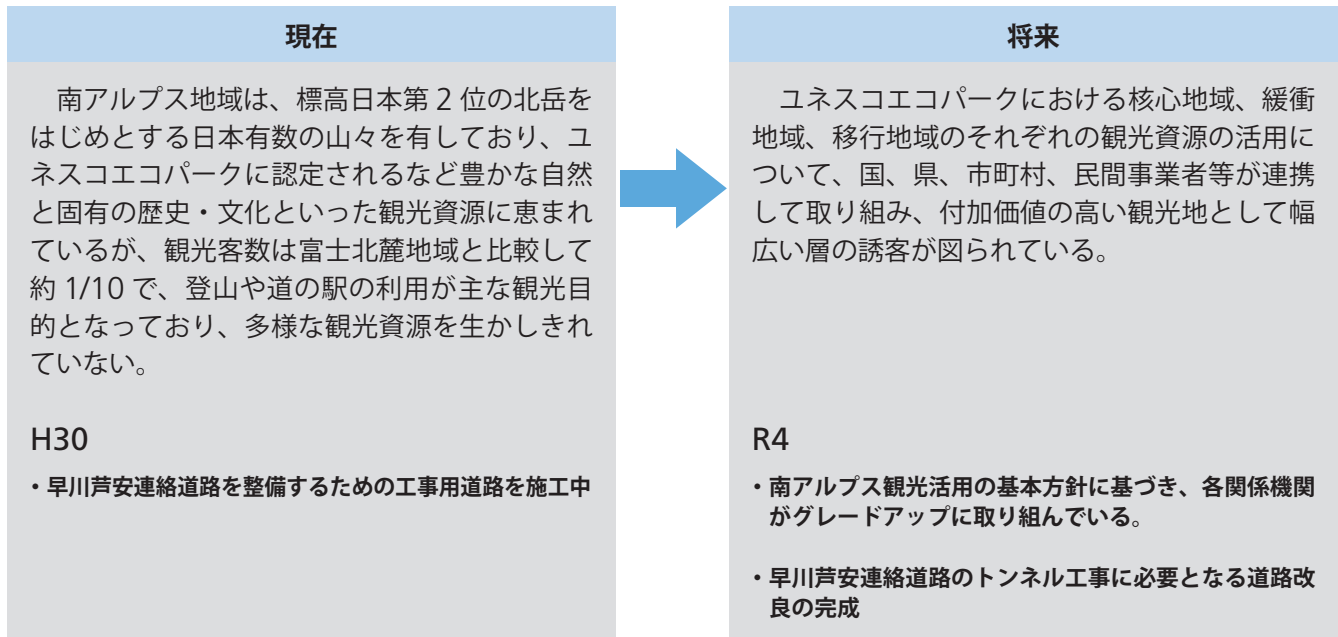 現在
南アルプス地域は、標高日本第 2 位の北岳を
はじめとする日本有数の山々を有しており、ユ
ネスコエコパークに認定されるなど豊かな自然
と固有の歴史・文化といった観光資源に恵まれ
ているが、観光客数は富士北麓地域と比較して
約 1/10 で、登山や道の駅の利用が主な観光目
的となっており、多様な観光資源を生かしきれ
ていない。
H30
・早川芦安連絡道路を整備するための工事用道路を施工中
将来
ユネスコエコパークにおける核心地域、緩衝
地域、移行地域のそれぞれの観光資源の活用に
ついて、国、県、市町村、民間事業者等が連携
して取り組み、付加価値の高い観光地として幅
広い層の誘客が図られている。
R4
・南アルプス観光活用の基本方針に基づき、各関係機関
がグレードアップに取り組んでいる。
・早川芦安連絡道路のトンネル工事に必要となる道路改
良の完成